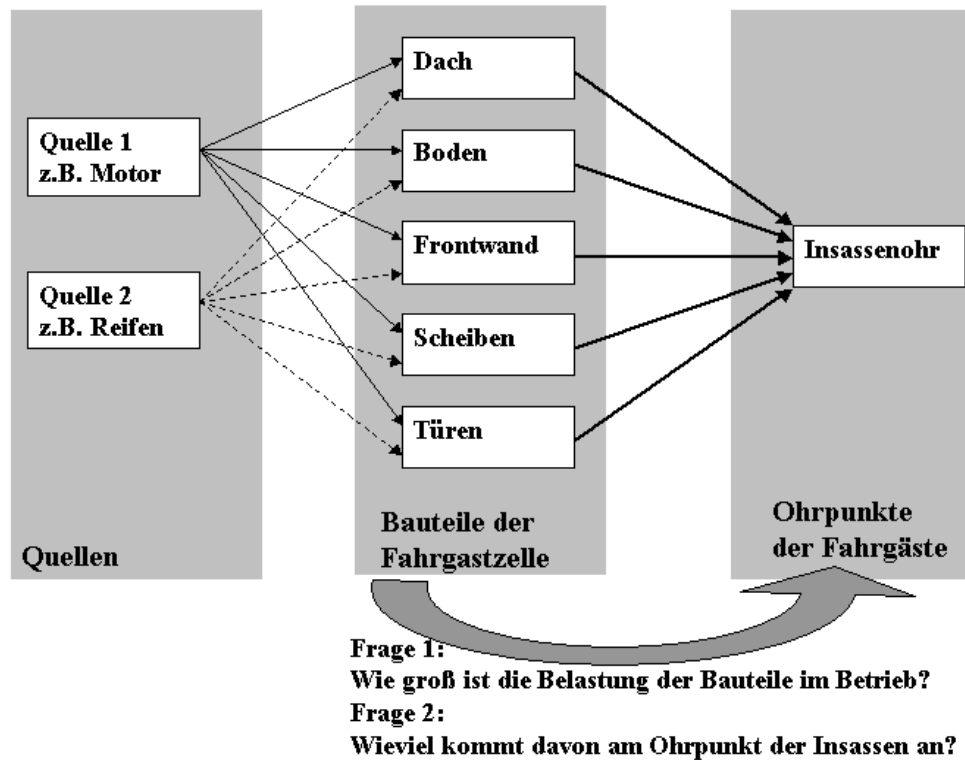 Quelle 1
z.B. Motor
Quelle 2
z.B. Reifen
Quellen
Dach
Boden
Frontwand
Scheiben
Türen
Bauteile der
Fahrgastzelle
Insassenohr
Ohrpunkte
der Fahrgäste
Frage 1:
Wie groß ist die Belastung der Bauteile im Betrieb?
Frage 2:
Wieviel kommt davon am Ohrpunkt der Insassen an?